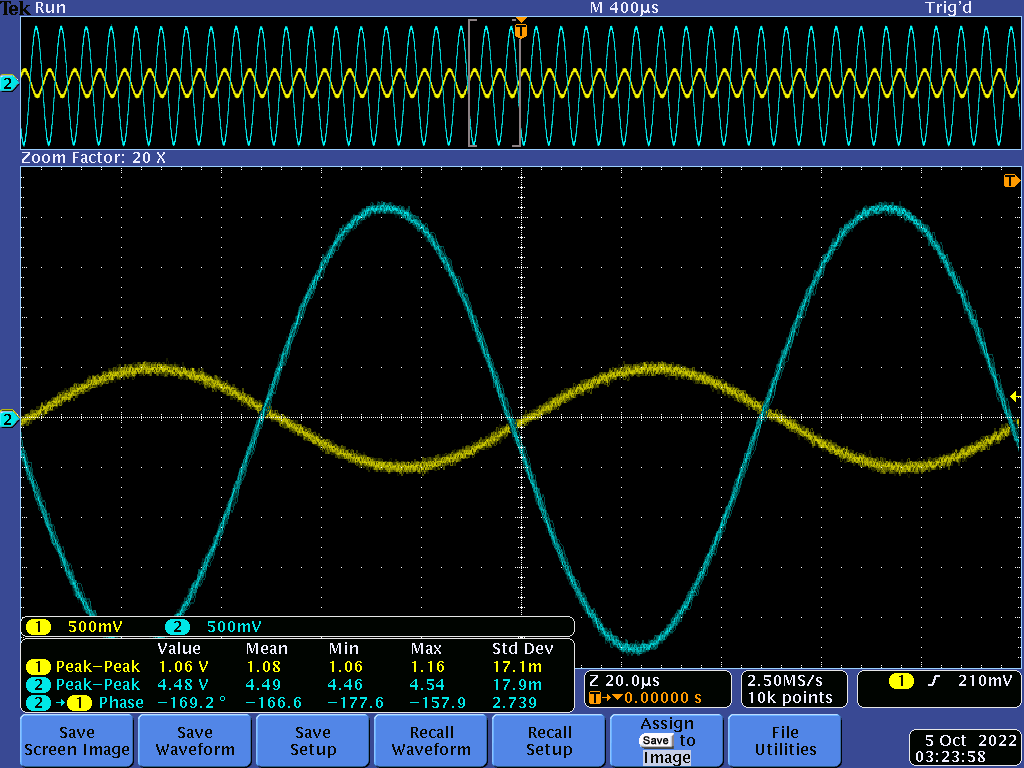 Tek Run M 400µs Trig'd
T
2
Zoom Factor: 20 X
T
2
1 500mV 2 500mV
Value Mean Min Max Std Dev
1 Peak-Peak 1.06 V 1.08 1.06 1.16 17.1m
2 Peak-Peak 4.48 V 4.49 4.46 4.54 17.9m
2 →1 Phase −169.2 ° −166.6 −177.6 −157.9 2.739
Z 20.0µs
T→▼0.00000 s
2.50MS/s
10k points
1 ƒ 210mV
Save
Screen Image
Save
Waveform
Save
Setup
Recall
Waveform
Recall
Setup
Assign
Save to
Image
File
Utilities
5 Oct 2022
03:23:58